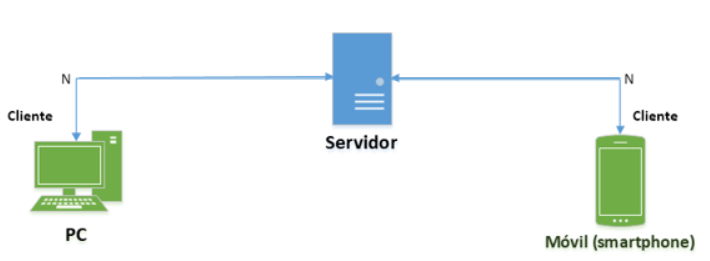 N
N
Cliente
Cliente
Servidor
PC
Móvil (smartphone)